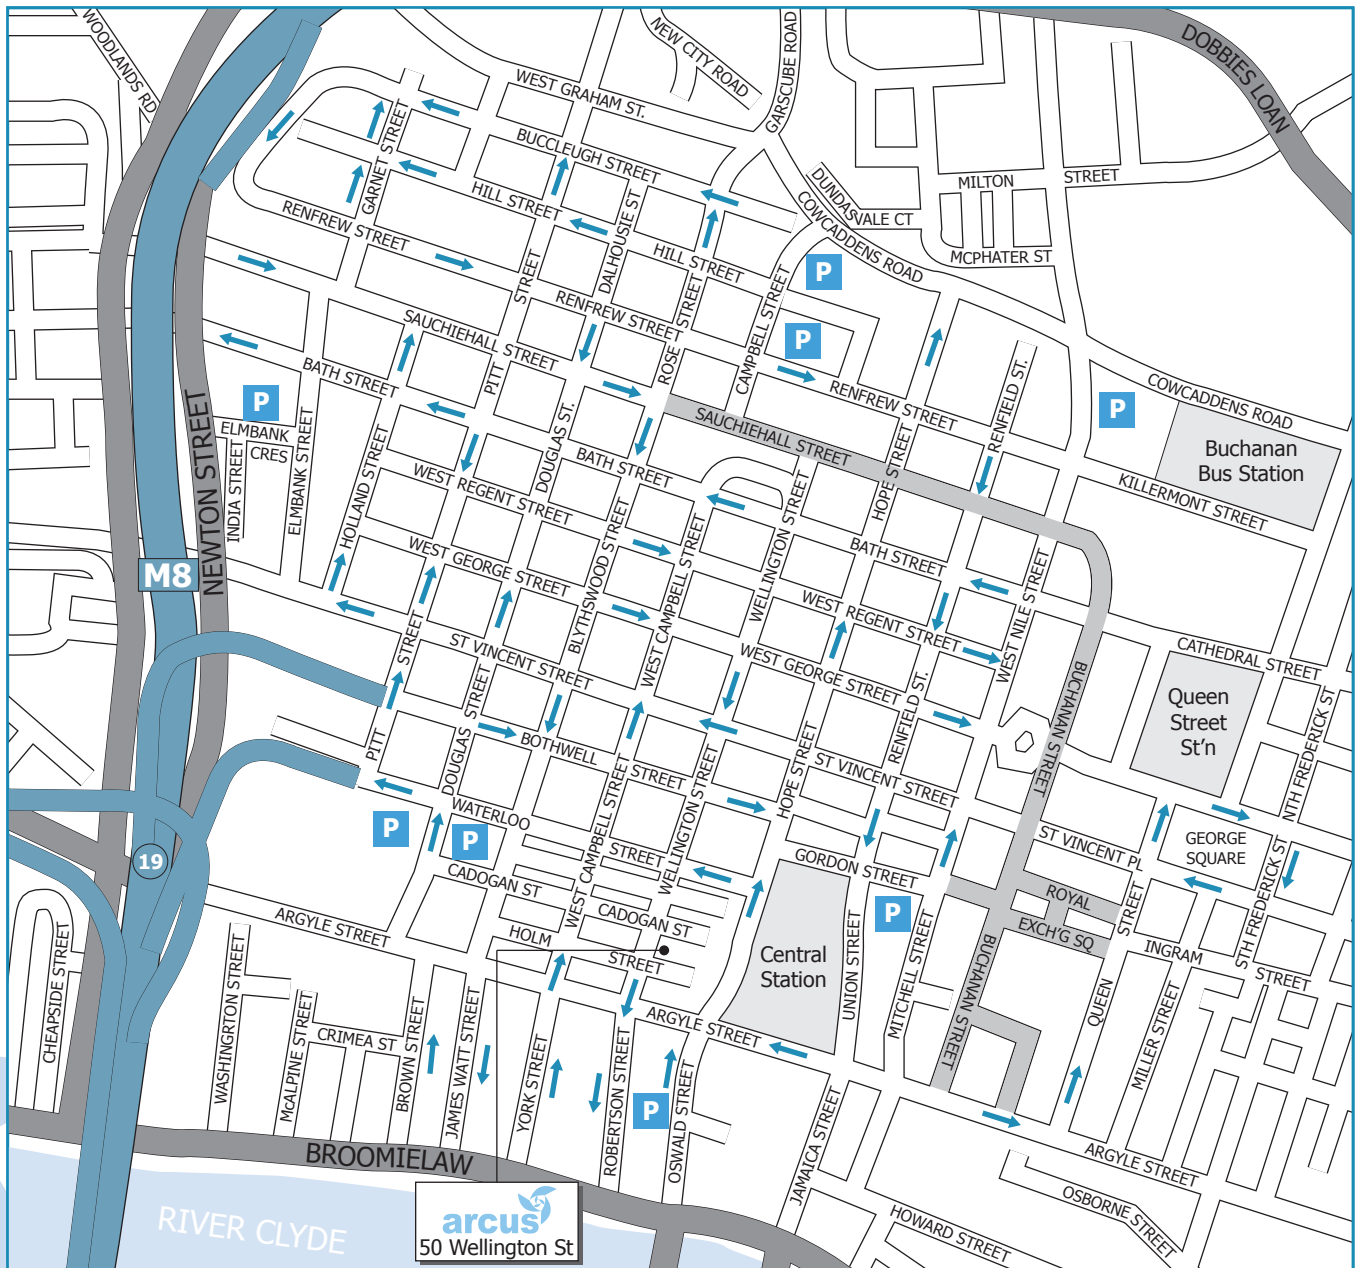 WOODLANDS RD
NEW CITY ROAD
GARSCUBE ROAD
DOBBIES LOAN
WEST GRAHAM ST.
BUCCLEUGH STREET
GARNET STREET
HILL STREET
RENFREW STREET
DALHOUSIE ST
HILL STREET
MILTON STREET
DUNDAS
VALE CT
MCPHATER ST
COWCADDENS ROAD
P
P
STREET
PITT
RENFREW STREET
ROSE STREET
CAMPBELL STREET
SAUCHIEHALL STREET
BATH STREET
P
ELMBANK
CRES
INDIA STREET
ELMBANK STREET
NEWTON STREET
HOLLAND STREET
DOUGLAS ST.
RENFREW STREET
RENFIELD ST.
COWCADDENS ROAD
P
Buchanan
Bus Station
KILLERMONT STREET
SAUCHIEHALL STREET
HOPE STREET
BATH STREET
WEST REGENT STREET
WEST GEORGE STREET
BLYTHSWOOD STREET
WEST CAMPBELL STREET
WELLINGTON STREET
BATH STREET
WEST REGENT STREET
WEST NILE STREET
M8
CATHEDRAL STREET
BUCHANAN STREET
Queen
Street
St'n
NTH FREDERICK ST
STREET
PITT
ST VINCENT STREET
DOUGLAS STREET
WEST GEORGE STREET
RENFIELD ST.
HOPE STREET
BOTHWELL STREET
ST VINCENT STREET
WATERLOO STREET
WEST CAMPBELL STREET
WELLINGTON STREET
P
P
19
GORDON STREET
ST VINCENT PL
GEORGE
SQUARE
NTH FREDERICK ST
CADOGAN ST
CADOGAN ST
ARGYLE STREET
HOLM STREET
Central
Station
UNION STREET
P
MITCHELL STREET
ROYAL
EXCH'G SQ
QUEEN STREET
INGRAM STREET
STH FREDERICK ST
BUCHANAN STREET
MILLER STREET
CHEAPSIDE STREET
WASHINGRTON STREET
McALPINE STREET
CRIMEA ST
BROWN STREET
JAMES WATT STREET
YORK STREET
ROBERTSON STREET
ARGYLE STREET
P
OSWALD STREET
JAMAICA STREET
ARGYLE STREET
OSBORNE STREET
HOWARD STREET
BROOMIELAW
RIVER CLYDE
arcus
50 Wellington St